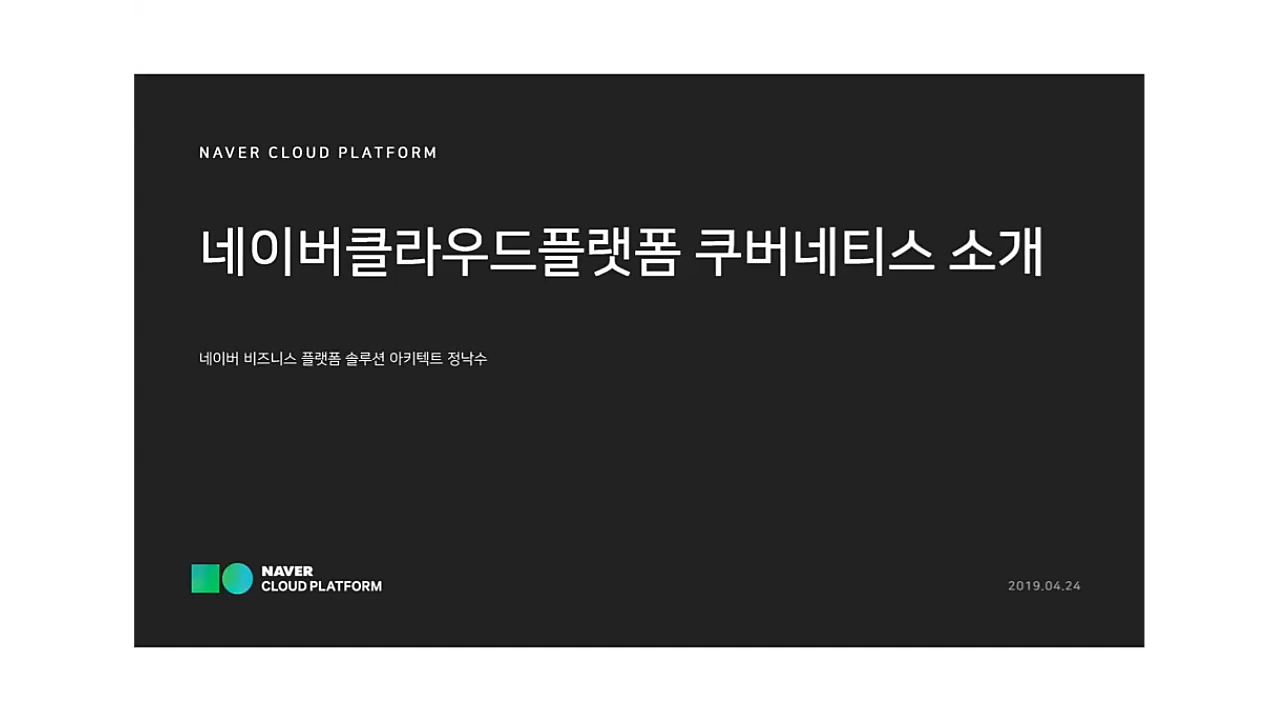 NAVER CLOUD PLATFORM
네이버클라우드플랫폼 쿠버네티스 소개
네이버 비즈니스 플랫폼 솔루션 아키텍트 정낙수
NAVER
CLOUD PLATFORM
2019.04.24